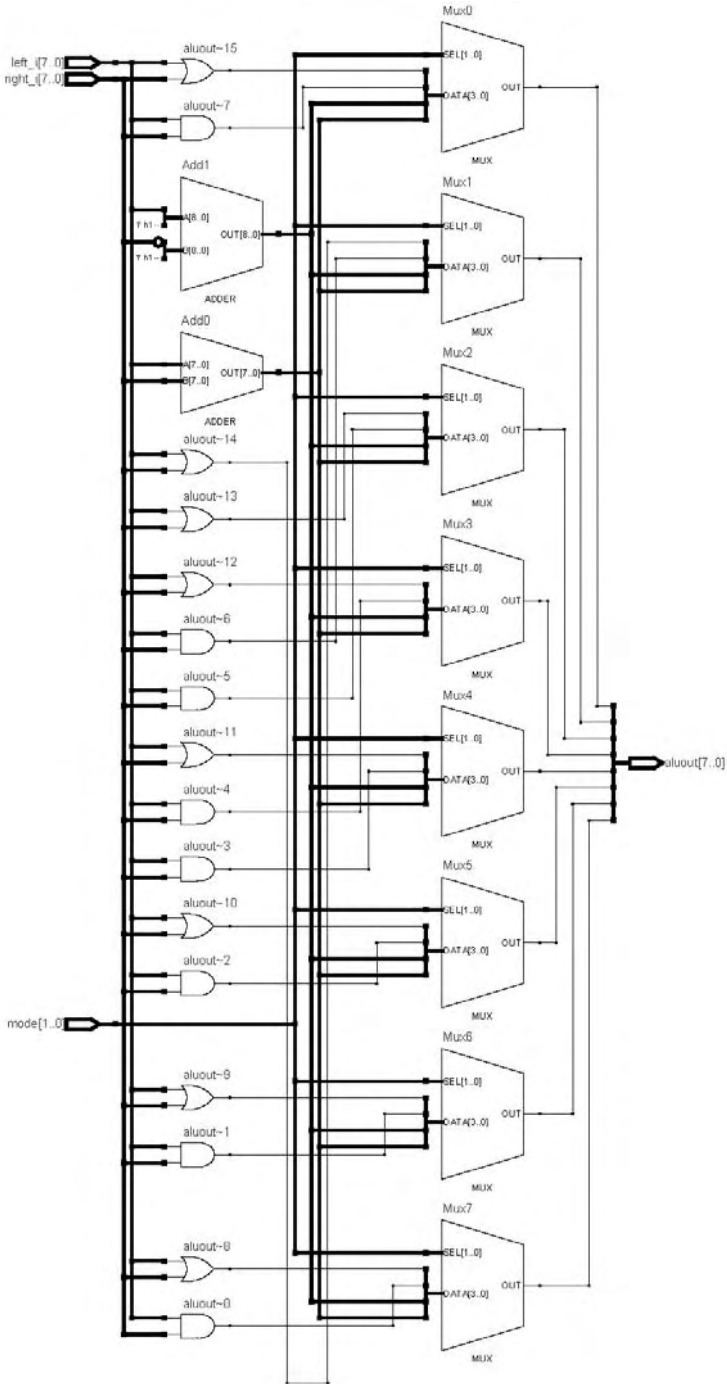 Mux0
aluout~15
left_i[7..0]
right_i[7..0]
SEL[1..0]
DATA[3..0]
OUT
MUX
aluout~7
Add1
A[8..0]
B[8..0]
OUT[8..0]
ADDER
Mux1
SEL[1..0]
DATA[3..0]
OUT
MUX
Add0
A[7..0]
B[7..0]
OUT[7..0]
ADDER
Mux2
SEL[1..0]
DATA[3..0]
OUT
MUX
aluout~14
aluout~13
aluout~12
aluout~6
Mux3
SEL[1..0]
DATA[3..0]
OUT
MUX
aluout~5
aluout~11
aluout~4
Mux4
SEL[1..0]
DATA[3..0]
OUT
MUX
aluout[7..0]
aluout~3
aluout~10
aluout~2
Mux5
SEL[1..0]
DATA[3..0]
OUT
MUX
mode[1..0]
aluout~9
aluout~1
Mux6
SEL[1..0]
DATA[3..0]
OUT
MUX
aluout~8
aluout~0
Mux7
SEL[1..0]
DATA[3..0]
OUT
MUX